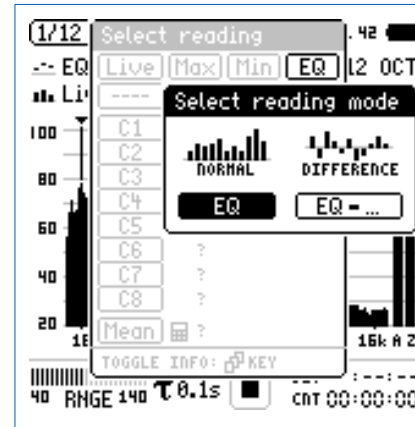 1/12 Select reading . 42
EQ Live Max Min EQ L2 OCT
Li ---- Select reading mode
100 C1
C2 NORMAL DIFFERENCE
80 C3
C4 EQ EQ - ...
60 C5
C6 ?
40 C7 ?
C8 ?
20 Mean ?
16 16k A Z
TOGGLE INFO: KEY
40 RNGE 140 τ 0.1s CNT 00:00:00